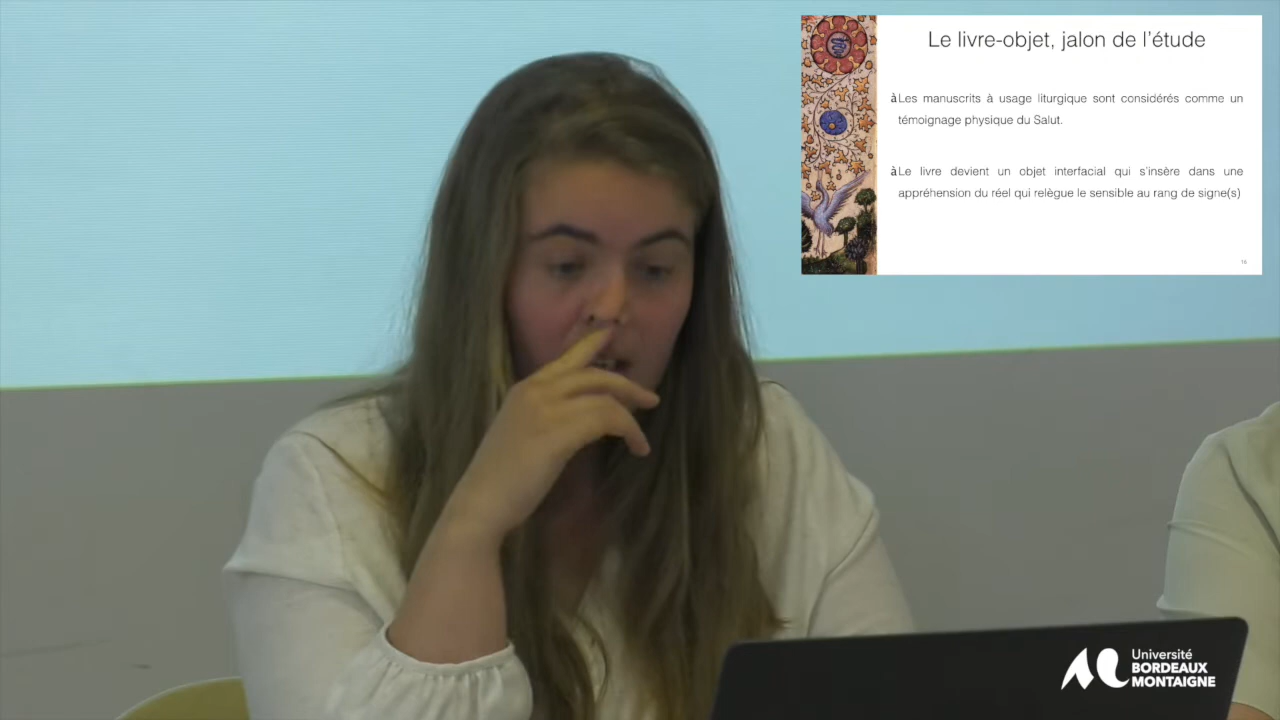 Le livre-objet, jalon de l'étude
àLes manuscrits à usage liturgique sont considérés comme un
témoignage physique du Salut.
àLe livre devient un objet interfacial qui s'insère dans une
appréhension du réel qui relègue le sensible au rang de signe(s)
16
Université
BORDEAUX
MONTAIGNE